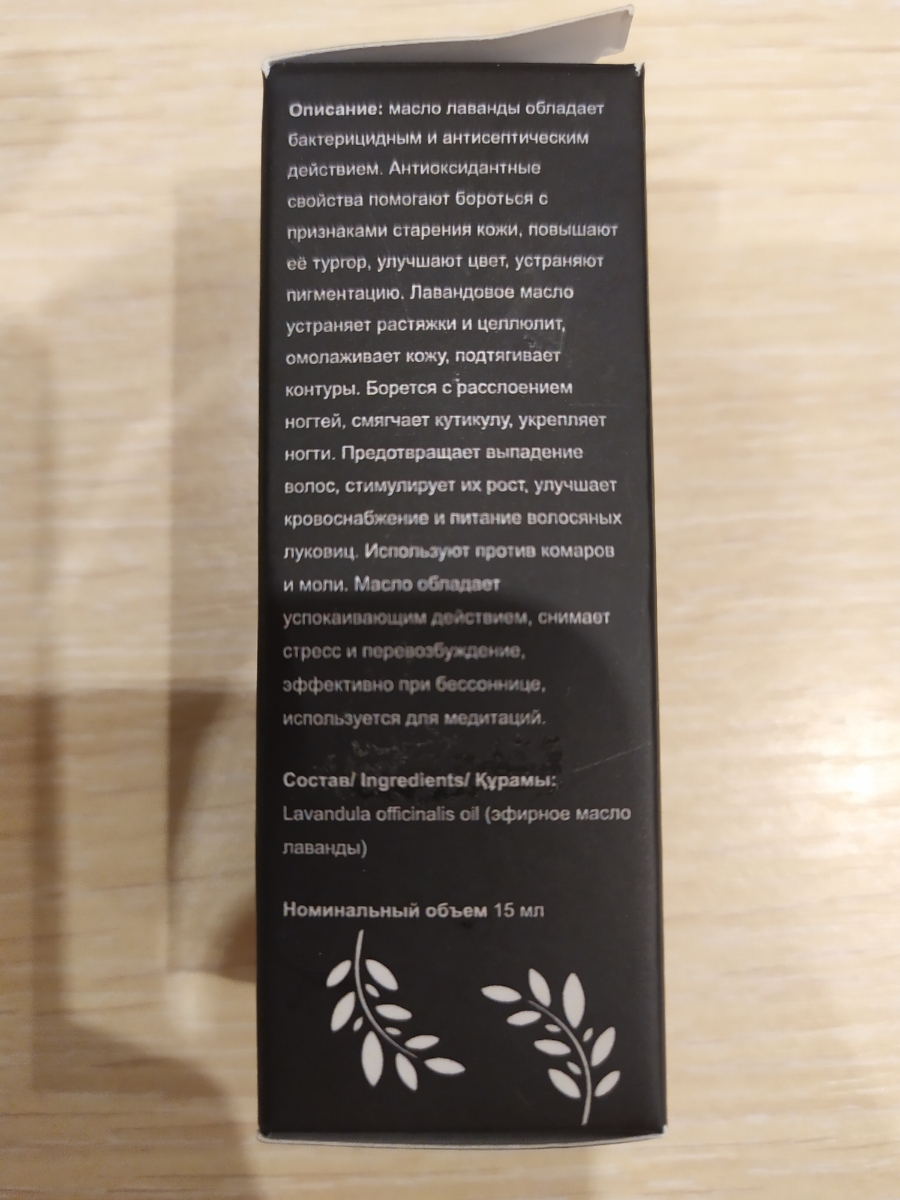 Описание: масло лаванды обладает
бактерицидным и антисептическим
действием. Антиоксидантные
свойства помогают бороться с
признаками старения кожи, повышают
её тургор, улучшают цвет, устраняют
пигментацию. Лавандовое масло
устраняет растяжки и целлюлит,
омолаживает кожу, подтягивает
контуры. Борется с расслоением
ногтей, смягчает кутикулу, укрепляет
ногти. Предотвращает выпадение
волос, стимулирует их рост, улучшает
кровоснабжение и питание волосяных
луковиц. Используют против комаров
и моли. Масло обладает
успокаивающим действием, снимает
стресс и перевозбуждение,
эффективно при бессоннице,
используется для медитаций.
Состав/ Ingredients/ Құрамы:
Lavandula officinalis oil (эфирное масло
лаванды)
Номинальный объем 15 мл